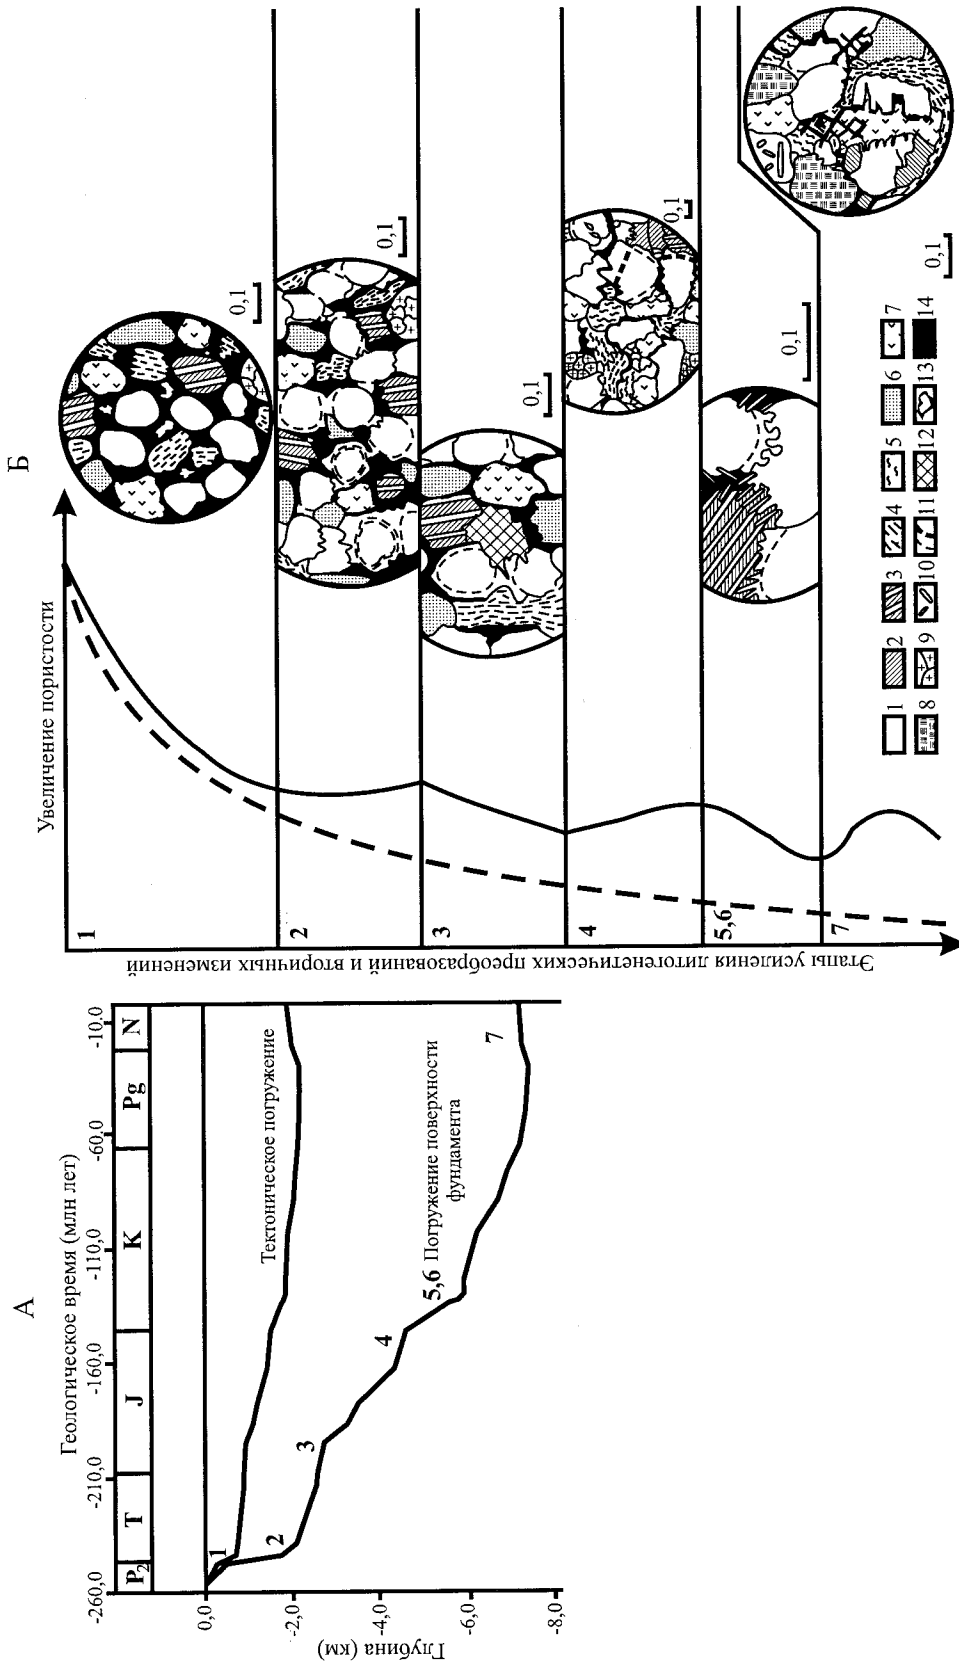 А
Геологическое время (млн лет)
-260,0 -210,0 -160,0 -110,0 -60,0 -10.0
P2 T J K Pg N
Глубина (км)
0,0
-2,0
-4,0
-6,0
-8,0
Тектоническое погружение
Погружение поверхности
фундамента
1
2
3
4
5,6
7
Б
Увеличение пористости
Этапы усиления литогенетических преобразований и вторичных изменений
1
0,1
2
0,1
3
0,1
4
0,1
5,6
0,1
7
0,1
1 2 3 4 5 6 7
8 9 10 11 12 13 14